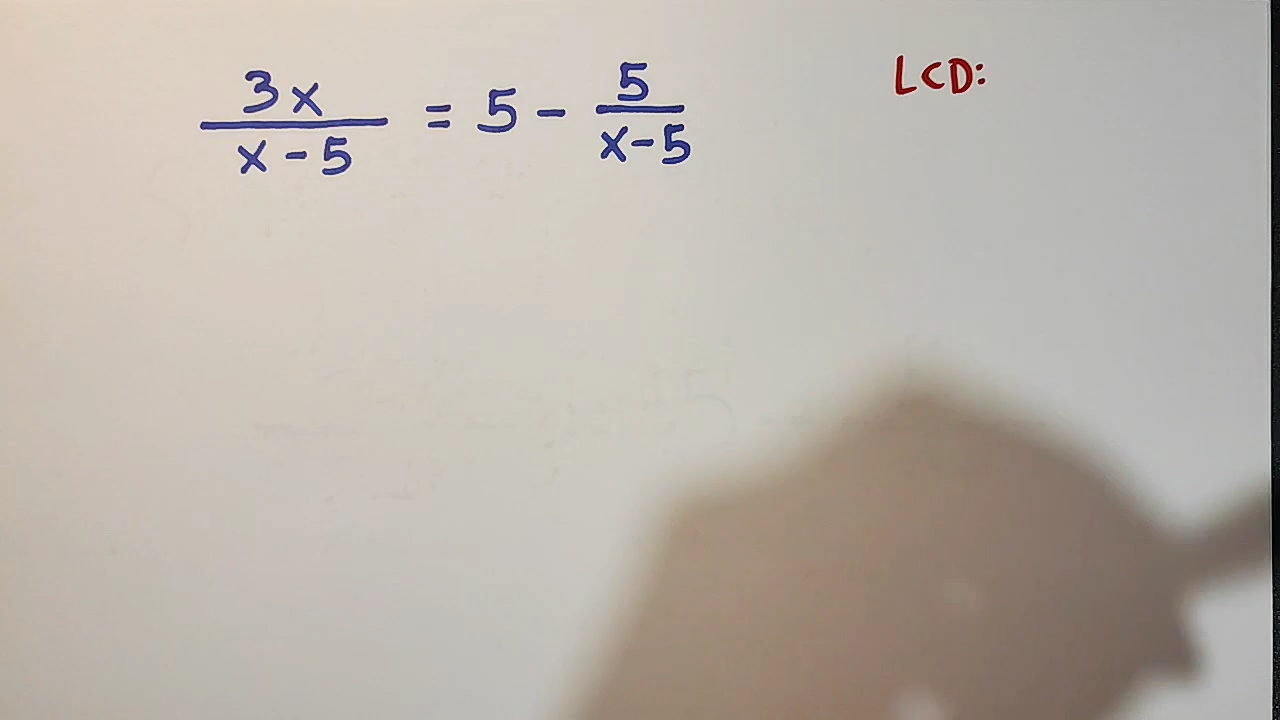 3x/(x-5) = 5 - 5/(x-5)
LCD: